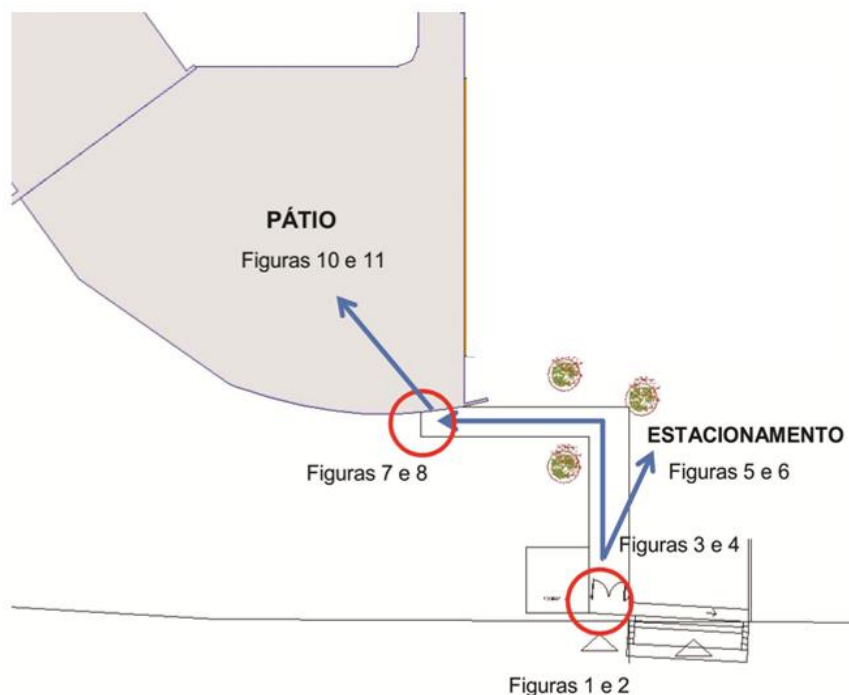 PÁTIO
Figuras 10 e 11
ESTACIONAMENTO
Figuras 7 e 8
Figuras 5 e 6
Figuras 3 e 4
Figuras 1 e 2